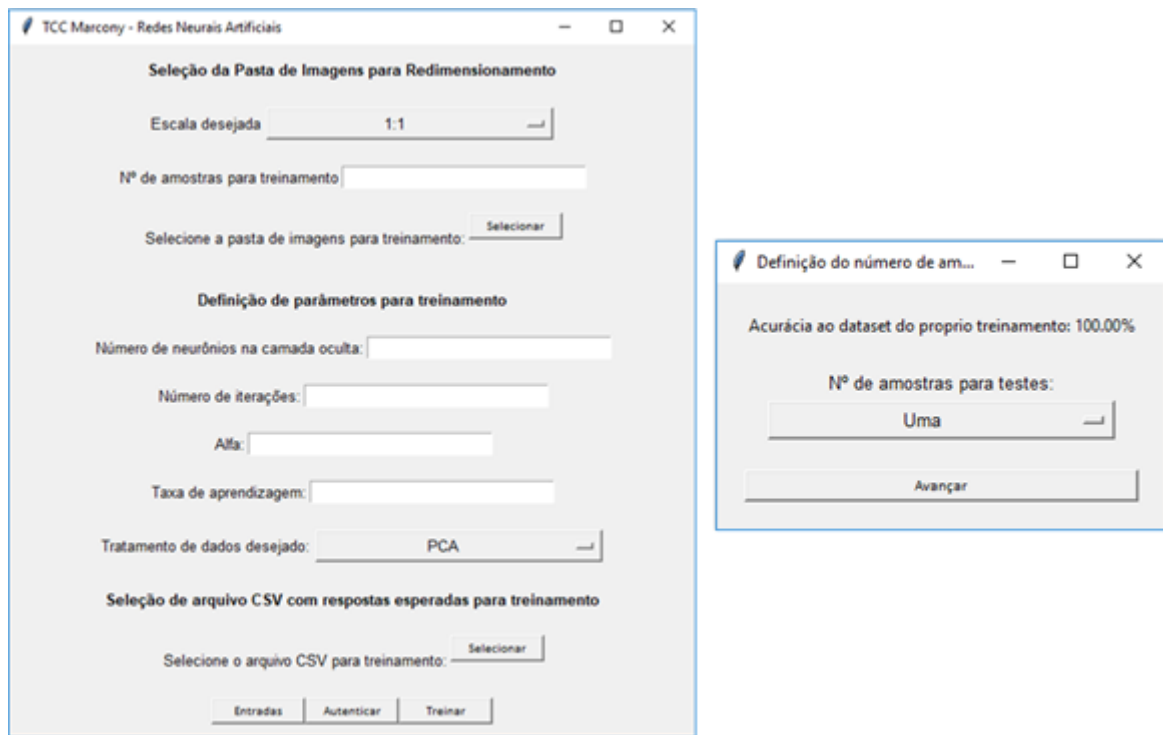 TCC Marcony - Redes Neurais Artificiais
Seleção da Pasta de Imagens para Redimensionamento
Escala desejada 1:1
Nº de amostras para treinamento
Selecione a pasta de imagens para treinamento: Selecionar
Definição de parâmetros para treinamento
Número de neurônios na camada oculta:
Número de iterações:
Alfa:
Taxa de aprendizagem:
Tratamento de dados desejado: PCA
Seleção de arquivo CSV com respostas esperadas para treinamento
Selecione o arquivo CSV para treinamento: Selecionar
Entradas Autenticar Treinar
Definição do número de am...
Acurácia ao dataset do proprio treinamento: 100.00%
Nº de amostras para testes:
Uma
Avançar